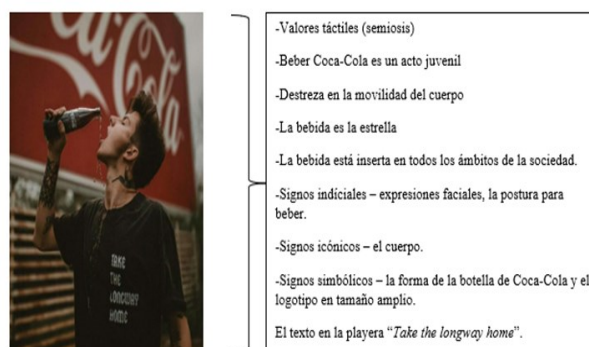 Coca-Cola
TAKE
THE
LONGWAY
HOME
-Valores táctiles (semiosis)
-Beber Coca-Cola es un acto juvenil
-Destreza en la movilidad del cuerpo
-La bebida es la estrella
-La bebida está inserta en todos los ámbitos de la sociedad.
-Signos indíciales – expresiones faciales, la postura para
beber.
-Signos icónicos – el cuerpo.
-Signos simbólicos – la forma de la botella de Coca-Cola y el
logotipo en tamaño amplio.
El texto en la playera “Take the longway home”.